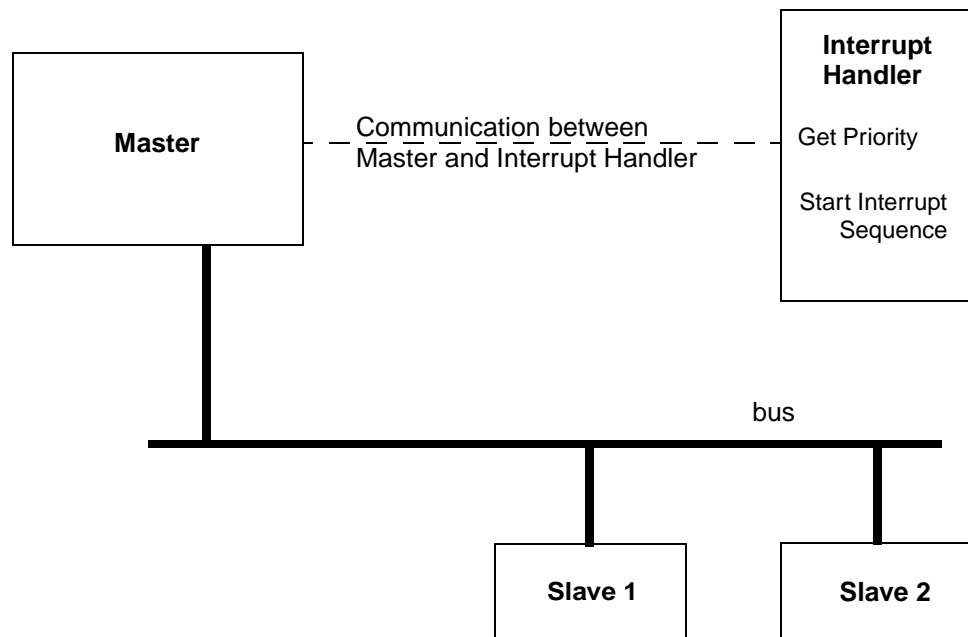 Interrupt
Handler
Master
Communication between
Master and Interrupt Handler
Get Priority
Start Interrupt
Sequence
bus
Slave 1
Slave 2